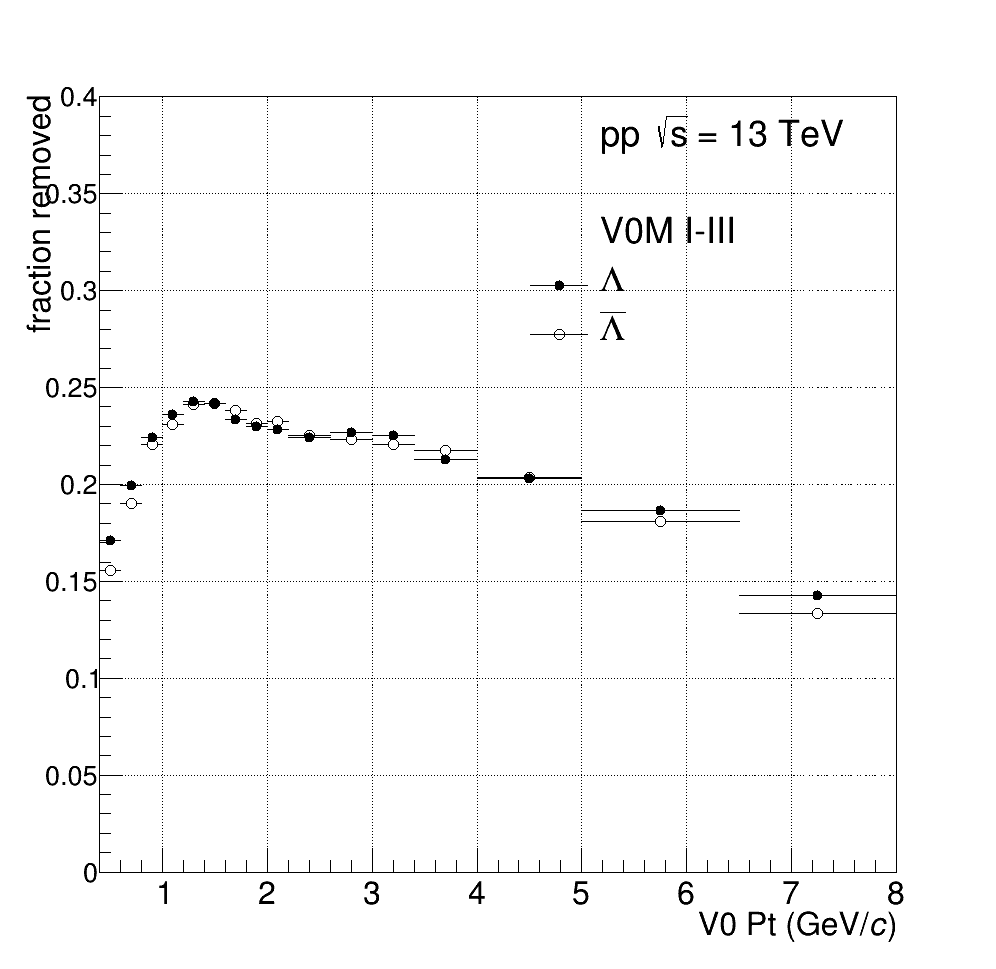 fraction removed
0.4
0.35
0.3
0.25
0.2
0.15
0.1
0.05
0
pp √s = 13 TeV
V0M I-III
Λ
Λ̅
1 2 3 4 5 6 7 8
V0 Pt (GeV/c)